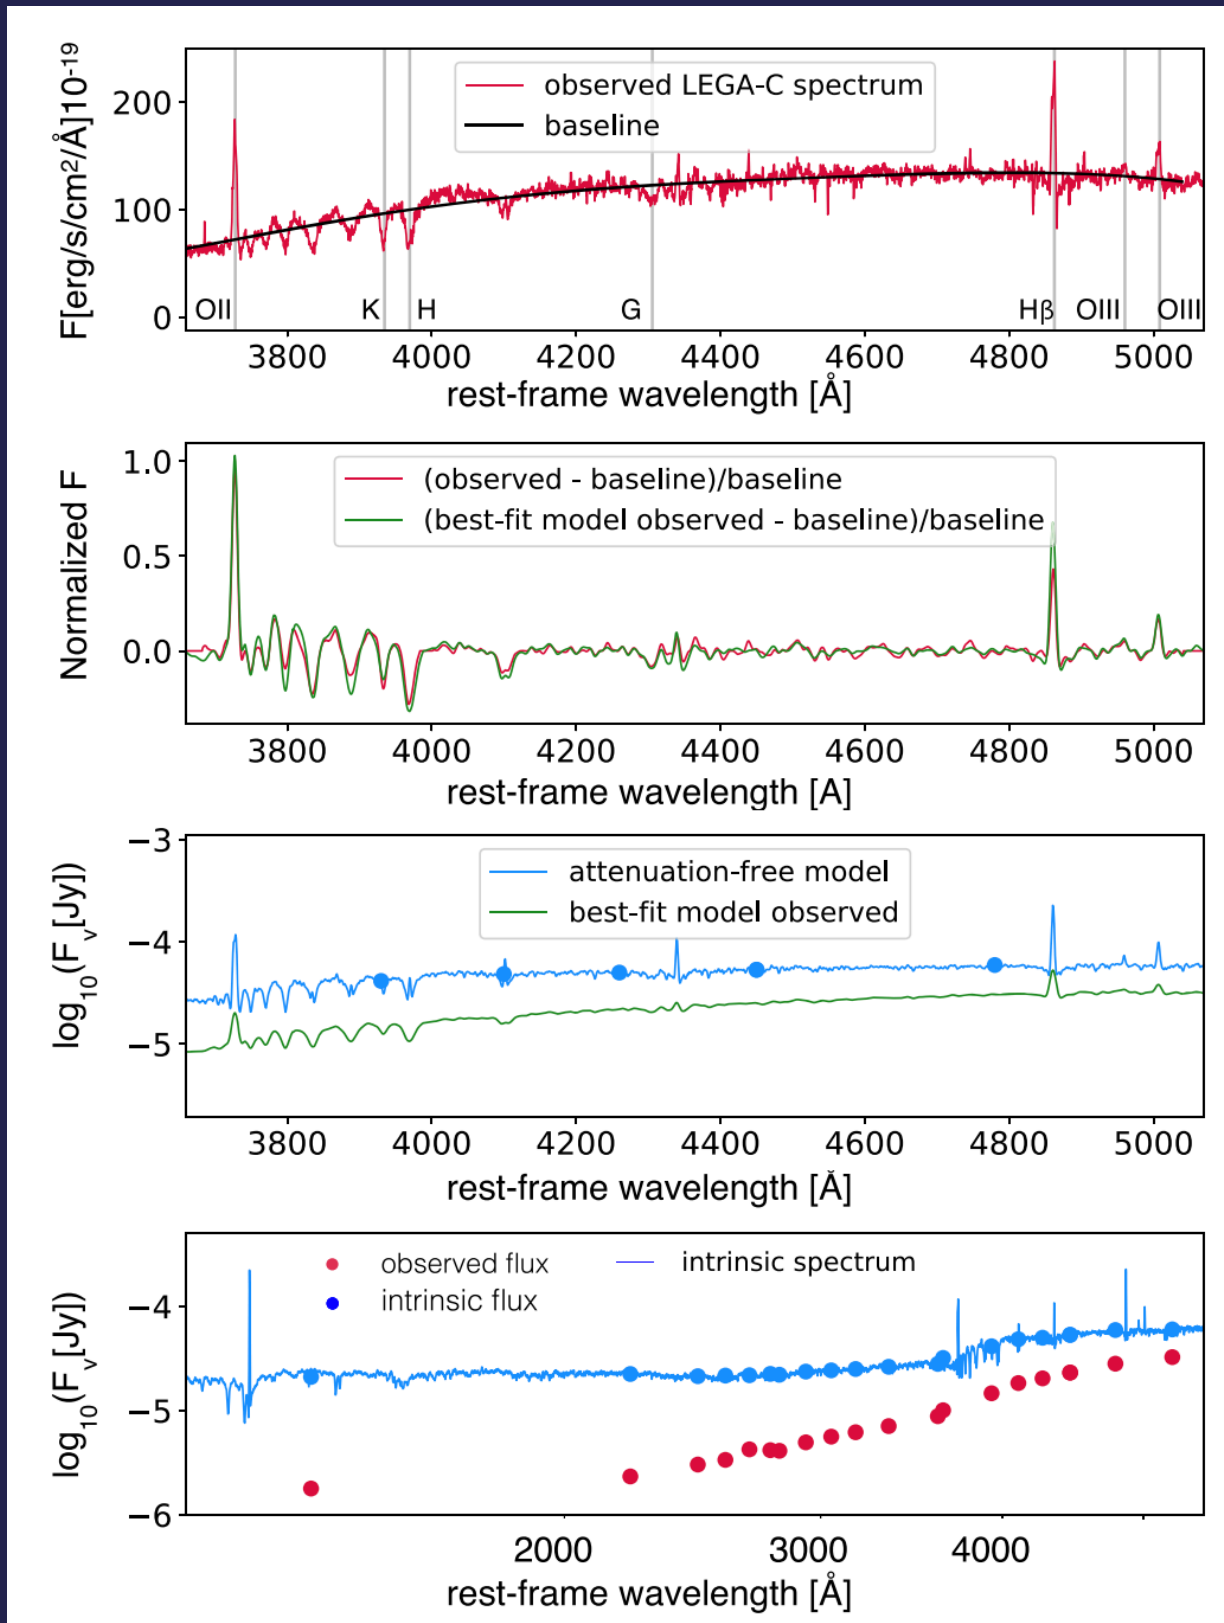 F[erg/s/cm²/Å]10⁻¹⁹
200
100
0
observed LEGA-C spectrum
baseline
OII
K
H
G
Hβ
OIII
OIII
3800 4000 4200 4400 4600 4800 5000
rest-frame wavelength [Å]
Normalized F
1.0
0.5
0.0
(observed - baseline)/baseline
(best-fit model observed - baseline)/baseline
3800 4000 4200 4400 4600 4800 5000
rest-frame wavelength [A]
log₁₀(F_ν[Jy])
−3
−4
−5
attenuation-free model
best-fit model observed
3800 4000 4200 4400 4600 4800 5000
rest-frame wavelength [Å]
log₁₀(F_ν[Jy])
−4
−5
−6
observed flux
intrinsic flux
intrinsic spectrum
2000 3000 4000
rest-frame wavelength [Å]